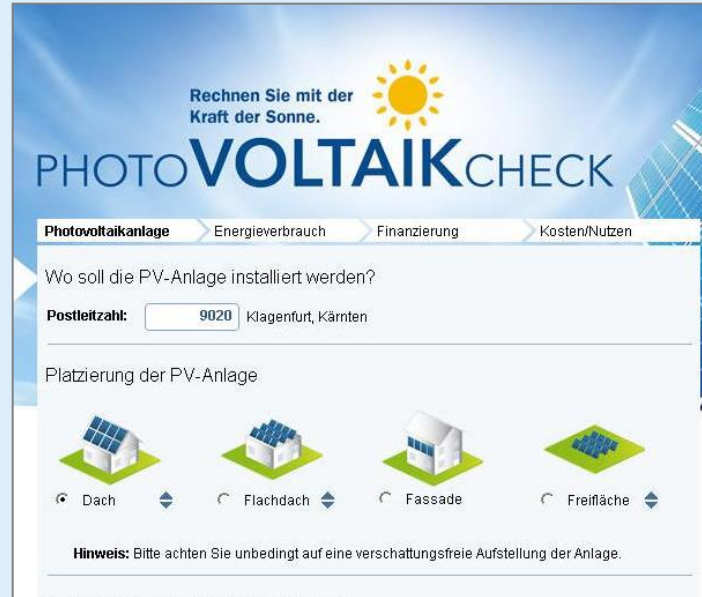 Rechnen Sie mit der
Kraft der Sonne.
PHOTOVOLTAIKCHECK
Photovoltaikanlage Energieverbrauch Finanzierung Kosten/Nutzen
Wo soll die PV-Anlage installiert werden?
Postleitzahl: 9020 Klagenfurt, Kärnten
Platzierung der PV-Anlage
Dach Flachdach Fassade Freifläche
Hinweis: Bitte achten Sie unbedingt auf eine verschattungsfreie Aufstellung der Anlage.